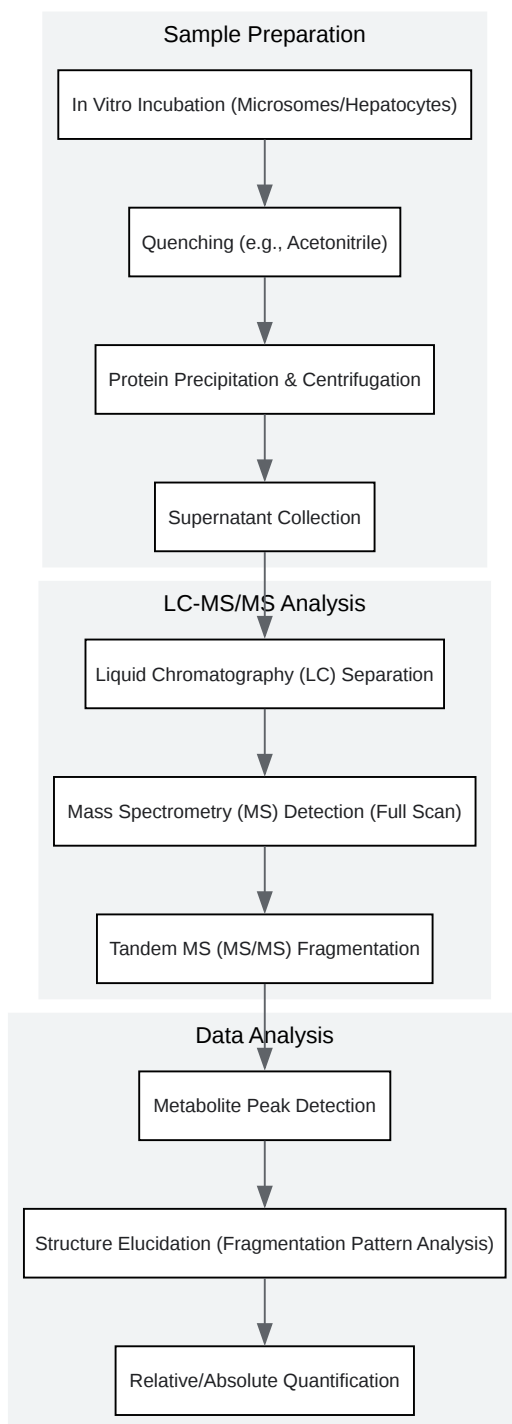 Sample Preparation
In Vitro Incubation (Microsomes/Hepatocytes)
Quenching (e.g., Acetonitrile)
Protein Precipitation & Centrifugation
Supernatant Collection
LC-MS/MS Analysis
Liquid Chromatography (LC) Separation
Mass Spectrometry (MS) Detection (Full Scan)
Tandem MS (MS/MS) Fragmentation
Data Analysis
Metabolite Peak Detection
Structure Elucidation (Fragmentation Pattern Analysis)
Relative/Absolute Quantification